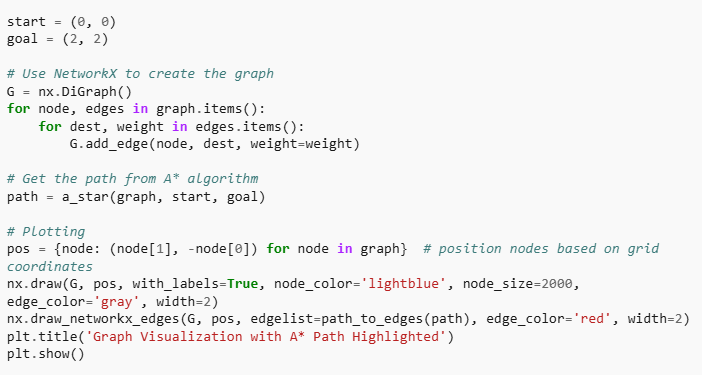 start = (0, 0)
goal = (2, 2)

# Use NetworkX to create the graph
G = nx.DiGraph()
for node, edges in graph.items():
    for dest, weight in edges.items():
        G.add_edge(node, dest, weight=weight)

# Get the path from A* algorithm
path = a_star(graph, start, goal)

# Plotting
pos = {node: (node[1], -node[0]) for node in graph}  # position nodes based on grid
coordinates
nx.draw(G, pos, with_labels=True, node_color='lightblue', node_size=2000,
edge_color='gray', width=2)
nx.draw_networkx_edges(G, pos, edgelist=path_to_edges(path), edge_color='red', width=2)
plt.title('Graph Visualization with A* Path Highlighted')
plt.show()